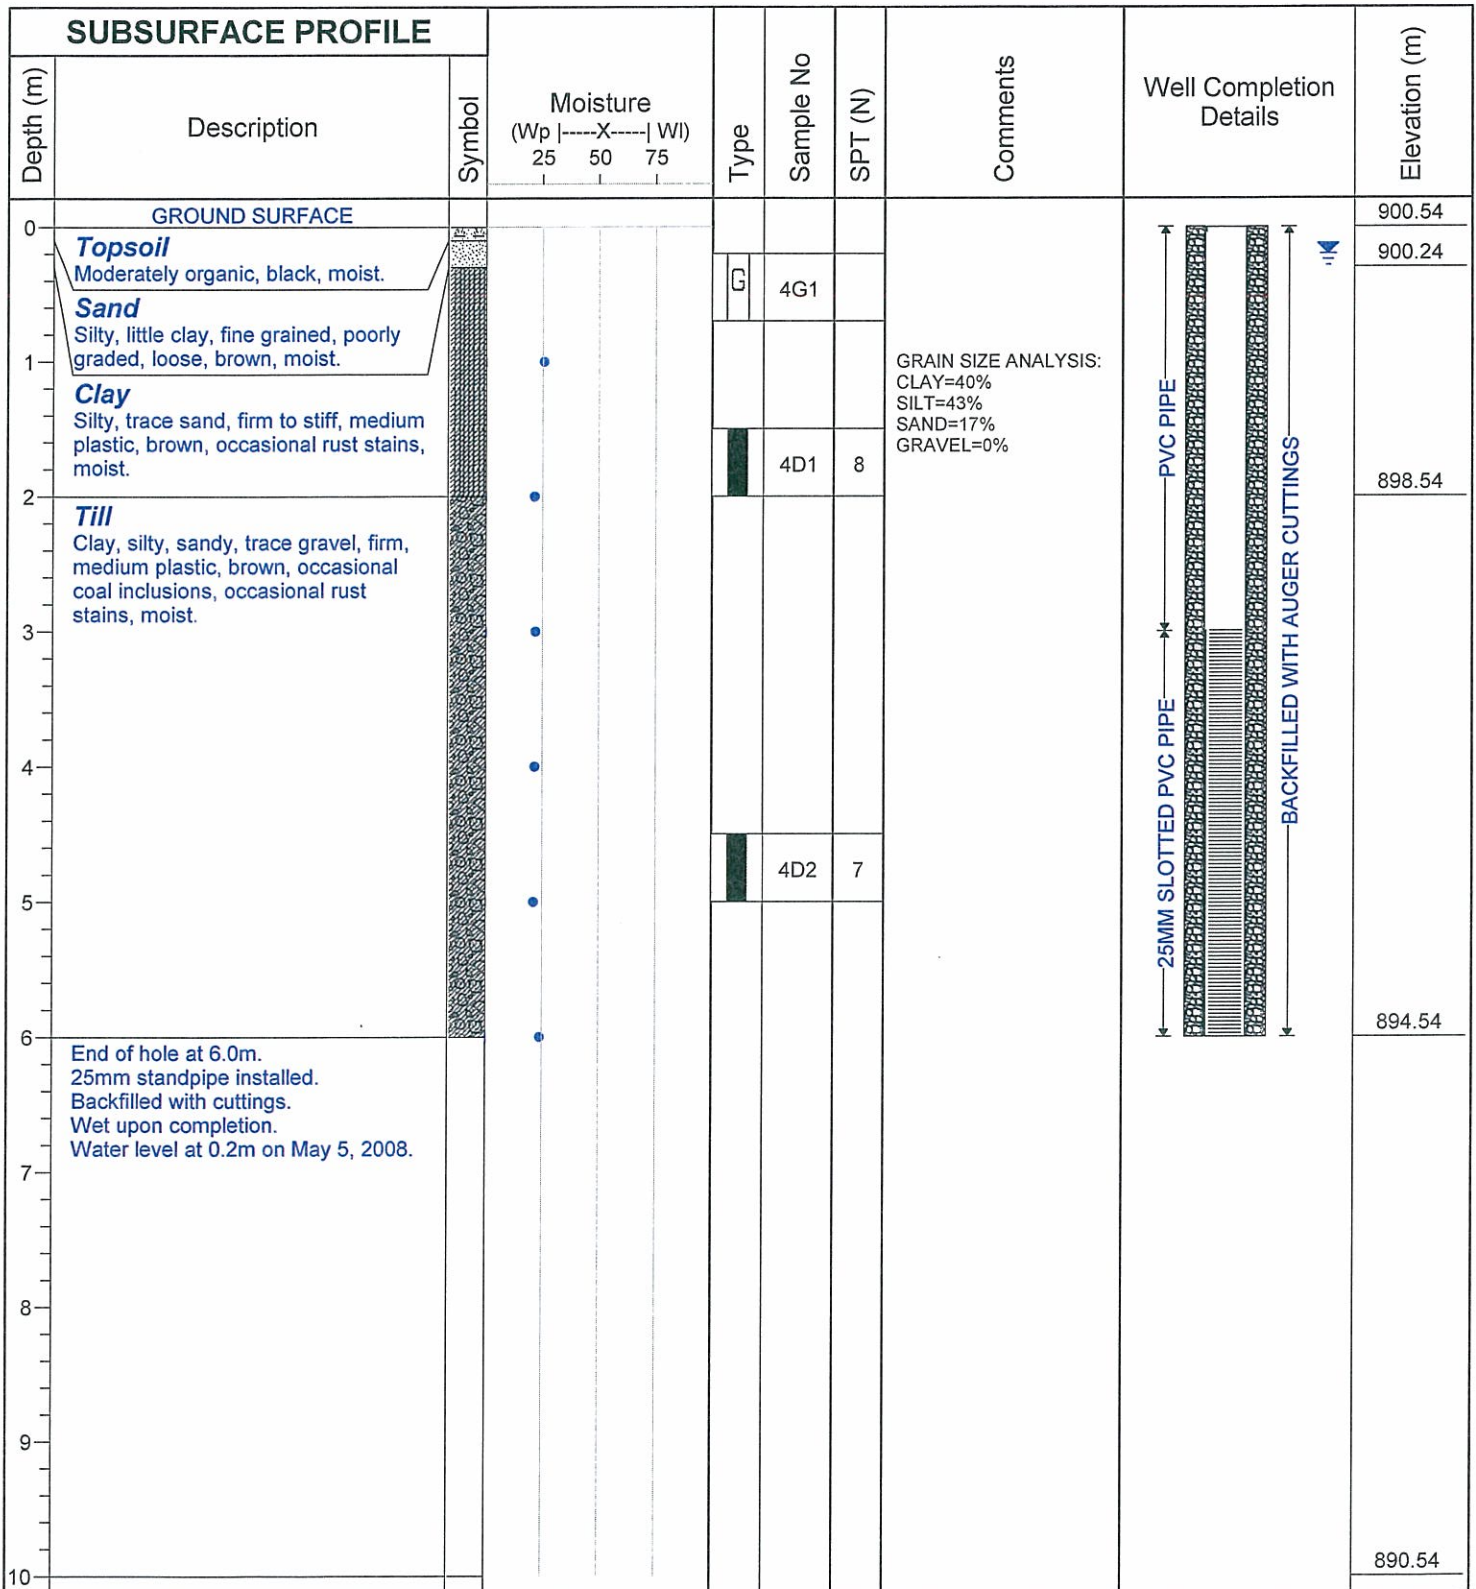 SUBSURFACE PROFILE
Depth (m)
Description
Symbol
Moisture
(Wp |-----X-----| Wl)
25 50 75
Type
Sample No
SPT (N)
Comments
Well Completion
Details
Elevation (m)
GROUND SURFACE
900.54
0
Topsoil
Moderately organic, black, moist.
900.24
G
4G1
Sand
Silty, little clay, fine grained, poorly
graded, loose, brown, moist.
1
GRAIN SIZE ANALYSIS:
CLAY=40%
SILT=43%
SAND=17%
GRAVEL=0%
Clay
Silty, trace sand, firm to stiff, medium
plastic, brown, occasional rust stains,
moist.
4D1 8
PVC PIPE
BACKFILLED WITH AUGER CUTTINGS
898.54
2
Till
Clay, silty, sandy, trace gravel, firm,
medium plastic, brown, occasional
coal inclusions, occasional rust
stains, moist.
3
25MM SLOTTED PVC PIPE
4
4D2 7
5
894.54
6
End of hole at 6.0m.
25mm standpipe installed.
Backfilled with cuttings.
Wet upon completion.
Water level at 0.2m on May 5, 2008.
7
8
9
890.54
10